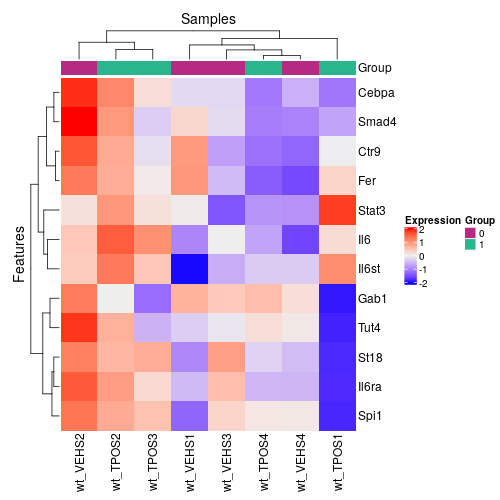 Samples
Group
Cebpa
Smad4
Ctr9
Fer
Stat3
Il6
Il6st
Gab1
Tut4
St18
Il6ra
Spi1
Features
wt_VEHS2
wt_TPOS2
wt_TPOS3
wt_VEHS1
wt_VEHS3
wt_TPOS4
wt_VEHS4
wt_TPOS1
Expression
2
1
0
-1
-2
Group
0
1